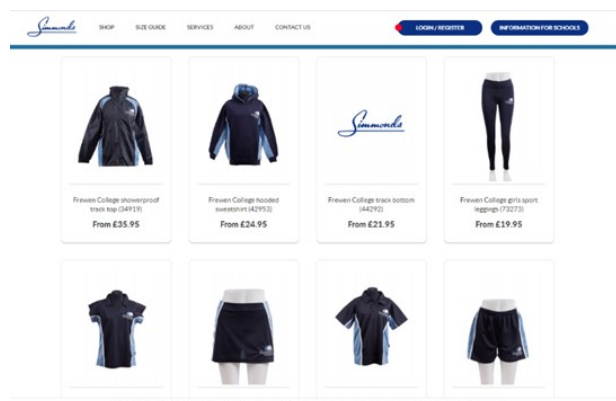 Simmonds
SHOP SIZE GUIDE SERVICES ABOUT CONTACT US LOGIN / REGISTER INFORMATION FOR SCHOOLS
Simmonds
Frewen College showerproof track top (34919)
From £35.95
Frewen College hooded sweatshirt (42953)
From £24.95
Frewen College track bottom (44292)
From £21.95
Frewen College girls sport leggings (73273)
From £19.95